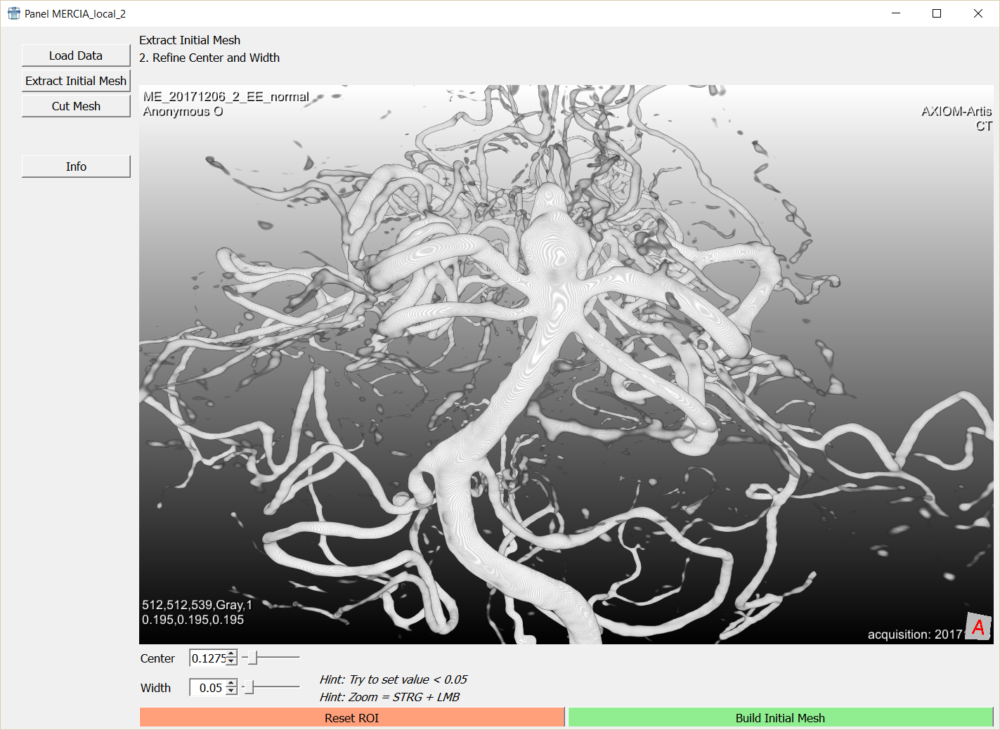 Panel MERCIA_local_2
Load Data
Extract Initial Mesh
Cut Mesh
Info
Extract Initial Mesh
2. Refine Center and Width
ME_20171206_2_EE_normal
Anonymous O
AXIOM-Artis
CT
512,512,539,Gray,1
0.195,0.195,0.195
acquisition: 2017
A
Center
0.1275
Width
0.05
Hint: Try to set value < 0.05
Hint: Zoom = STRG + LMB
Reset ROI
Build Initial Mesh